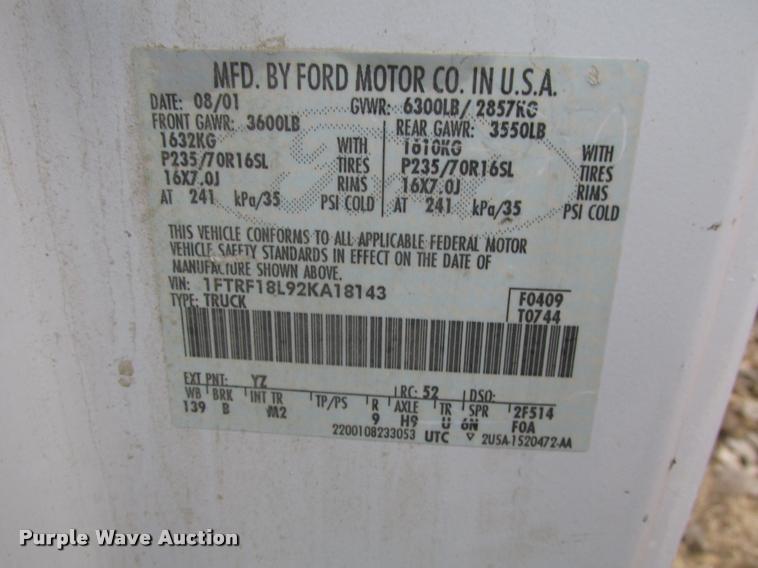 MFD. BY FORD MOTOR CO. IN U.S.A.
DATE: 08/01 GVWR: 6300LB/ 2857KG
FRONT GAWR: 3600LB REAR GAWR: 3550LB
1632KG WITH 1610KG WITH
P235/70R16SL TIRES P235/70R16SL TIRES
16X7.0J RIMS 16X7.0J RIMS
AT 241 kPa/35 PSI COLD AT 241 kPa/35 PSI COLD
THIS VEHICLE CONFORMS TO ALL APPLICABLE FEDERAL MOTOR
VEHICLE SAFETY STANDARDS IN EFFECT ON THE DATE OF
MANUFACTURE SHOWN ABOVE.
VIN: 1FTRF18L92KA18143 F0409
TYPE: TRUCK T0744
EXT PNT: YZ RC: 52 DSO:
WB BRK INT TR TP/PS R AXLE TR SPR 2F514
139 B M2 9 H9 U 6N F0A
2200108233053 UTC ▽ 2USA-1520472-AA
Purple Wave Auction